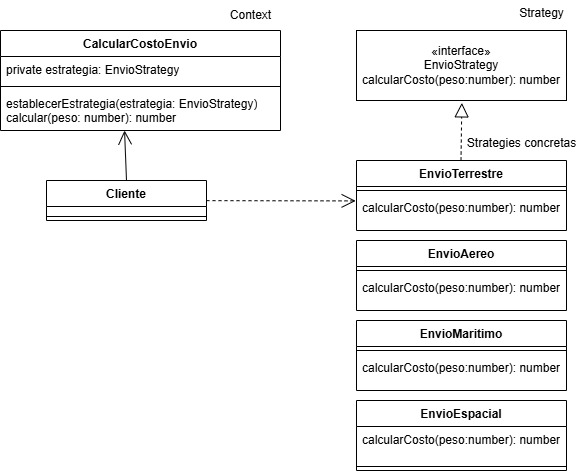 Context
CalcularCostoEnvio
private estrategia: EnvioStrategy
establecerEstrategia(estrategia: EnvioStrategy)
calcular(peso: number): number
Cliente
Strategy
«interface»
EnvioStrategy
calcularCosto(peso:number): number
Strategies concretas
EnvioTerrestre
calcularCosto(peso:number): number
EnvioAereo
calcularCosto(peso:number): number
EnvioMaritimo
calcularCosto(peso:number): number
EnvioEspacial
calcularCosto(peso:number): number